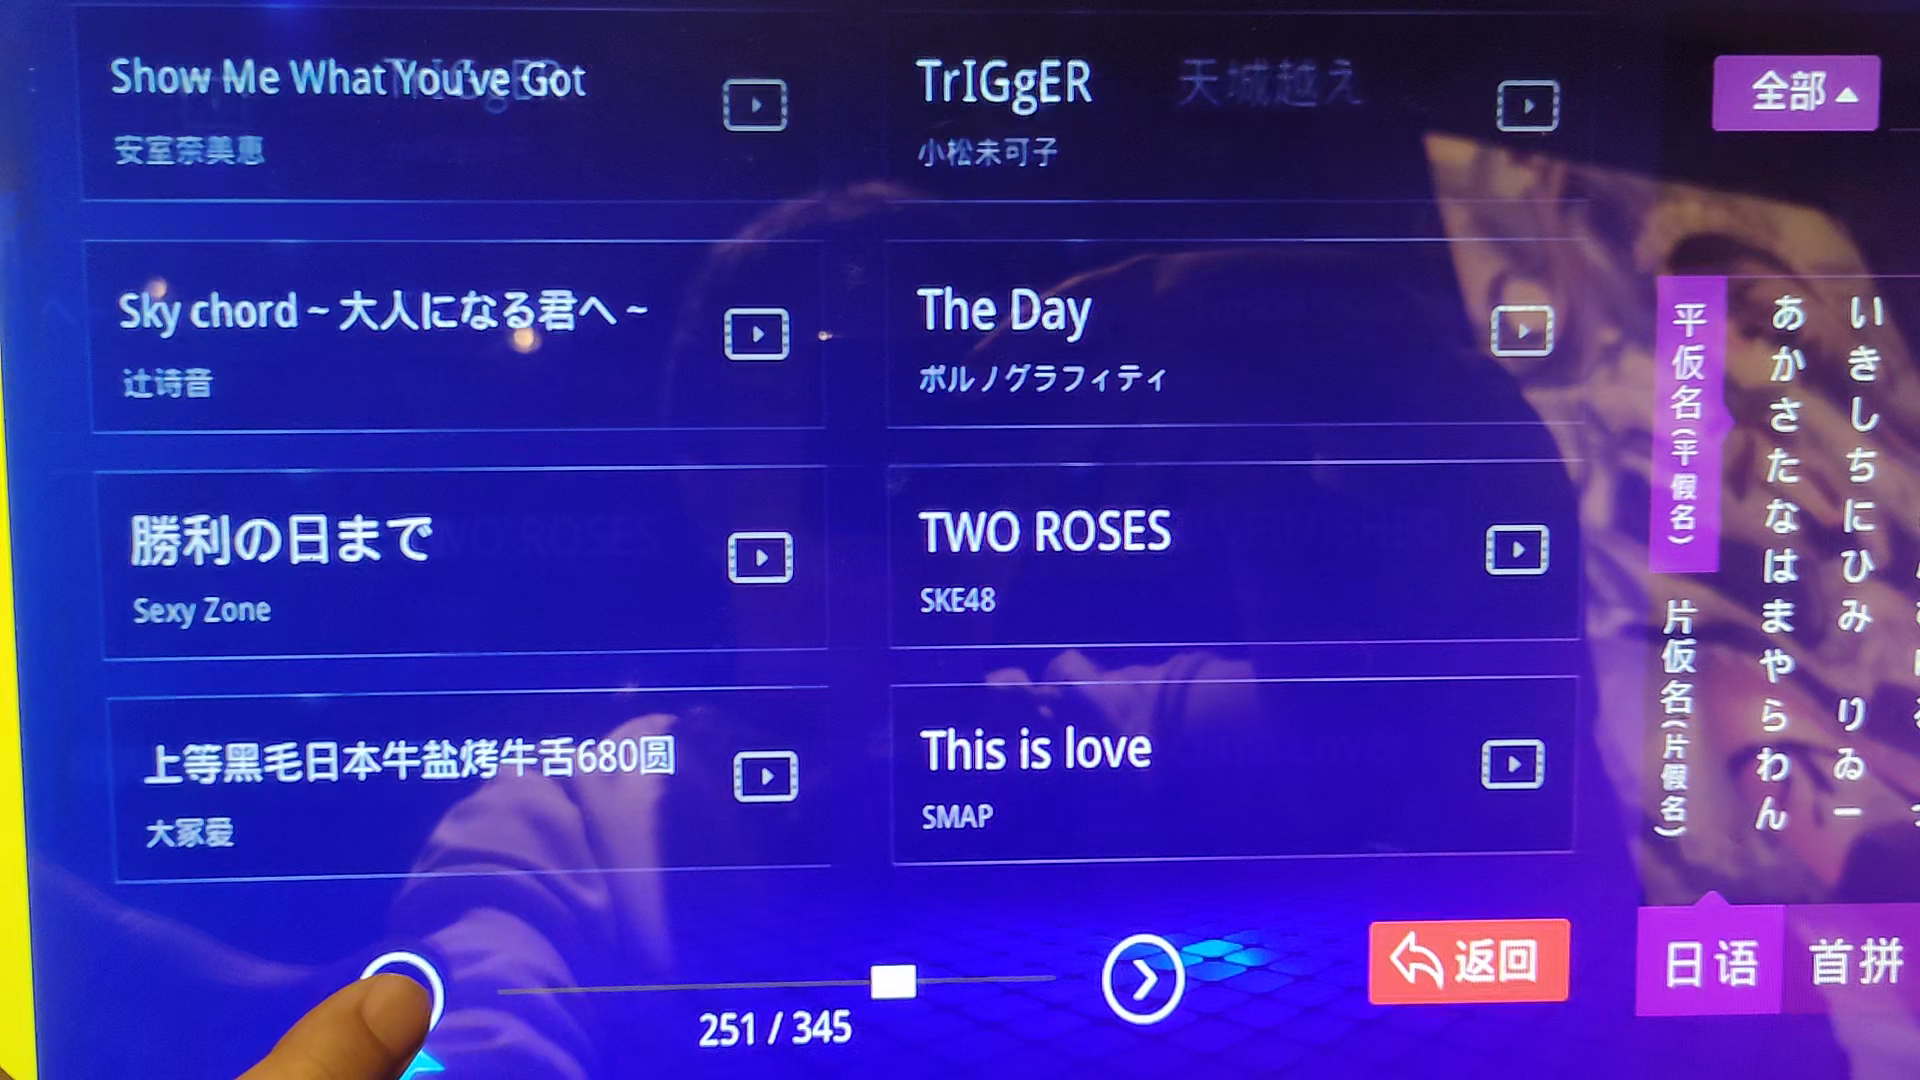 Show Me What You've Got
安室奈美恵
TrIGgER
天城越え
小松未可子
全部
Sky chord ~ 大人になる君へ ~
辻诗音
The Day
ポルノグラフィティ
勝利の日まで
Sexy Zone
TWO ROSES
SKE48
上等黑毛日本牛盐烤牛舌680圆
大冢爱
This is love
SMAP
平仮名(平假名)
片仮名(片假名)
あかさたなはまやらわん
いきしちにひみ りゐー
251 / 345
返回
日语
首拼